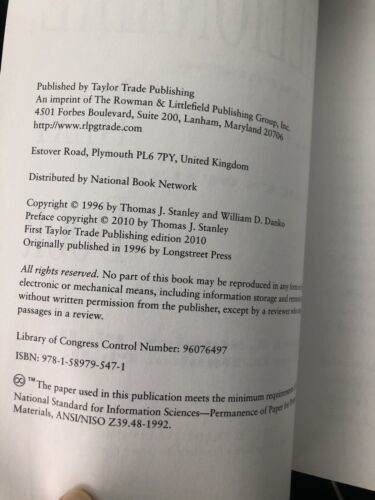 Published by Taylor Trade Publishing
An imprint of The Rowman & Littlefield Publishing Group, Inc.
4501 Forbes Boulevard, Suite 200, Lanham, Maryland 20706
http://www.rlpgtrade.com
Estover Road, Plymouth PL6 7PY, United Kingdom
Distributed by National Book Network
Copyright © 1996 by Thomas J. Stanley and William D. Danko
Preface copyright © 2010 by Thomas J. Stanley
First Taylor Trade Publishing edition 2010
Originally published in 1996 by Longstreet Press
All rights reserved. No part of this book may be reproduced in any form
electronic or mechanical means, including information storage and
without written permission from the publisher, except by a reviewer
passages in a review.
Library of Congress Control Number: 96076497
ISBN: 978-1-58979-547-1
∞ ™ The paper used in this publication meets the minimum
National Standard for Information Sciences—Permanence of Paper for
Materials, ANSI/NISO Z39.48-1992.